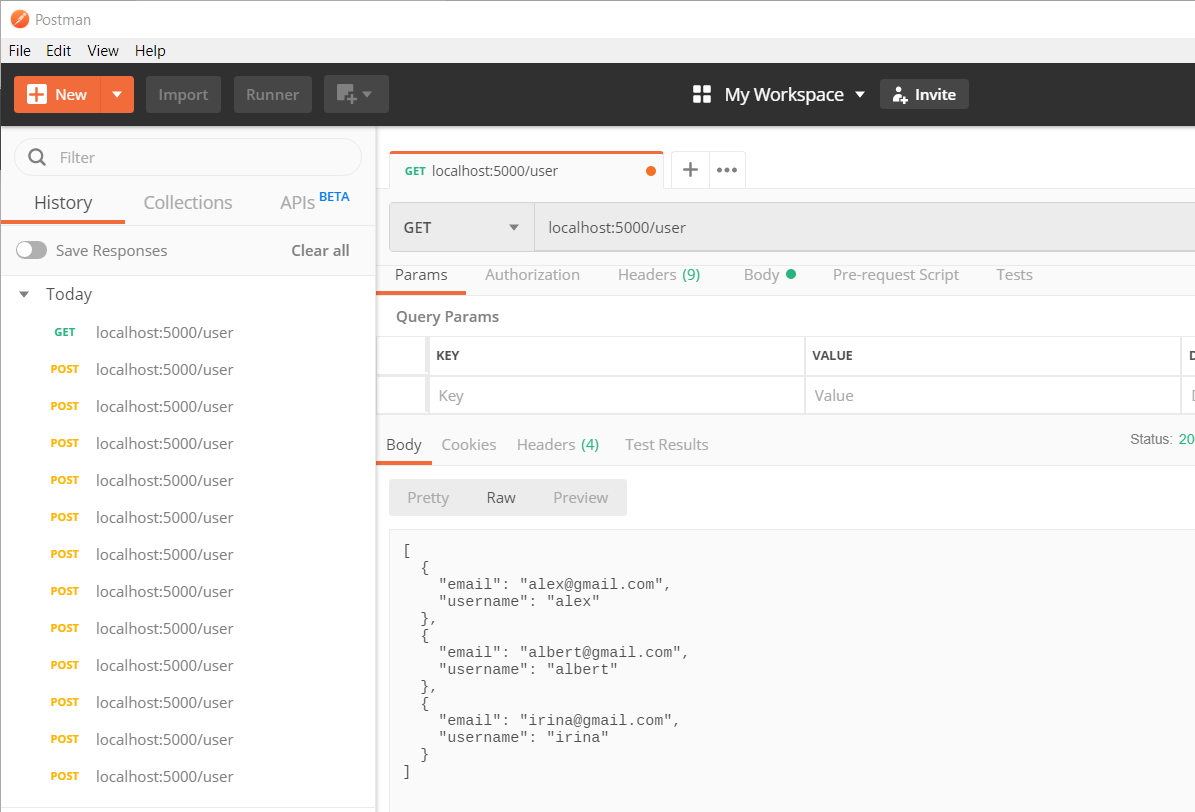 Postman
File Edit View Help
New Import Runner My Workspace Invite
Filter
History Collections APIs BETA
Save Responses Clear all
Today
GET localhost:5000/user
POST localhost:5000/user
POST localhost:5000/user
POST localhost:5000/user
POST localhost:5000/user
POST localhost:5000/user
POST localhost:5000/user
POST localhost:5000/user
POST localhost:5000/user
POST localhost:5000/user
POST localhost:5000/user
POST localhost:5000/user
POST localhost:5000/user
GET localhost:5000/user
GET localhost:5000/user
Params Authorization Headers (9) Body Pre-request Script Tests
Query Params
KEY VALUE
Key Value
Body Cookies Headers (4) Test Results Status: 20
Pretty Raw Preview
[
{
"email": "alex@gmail.com",
"username": "alex"
},
{
"email": "albert@gmail.com",
"username": "albert"
},
{
"email": "irina@gmail.com",
"username": "irina"
}
]